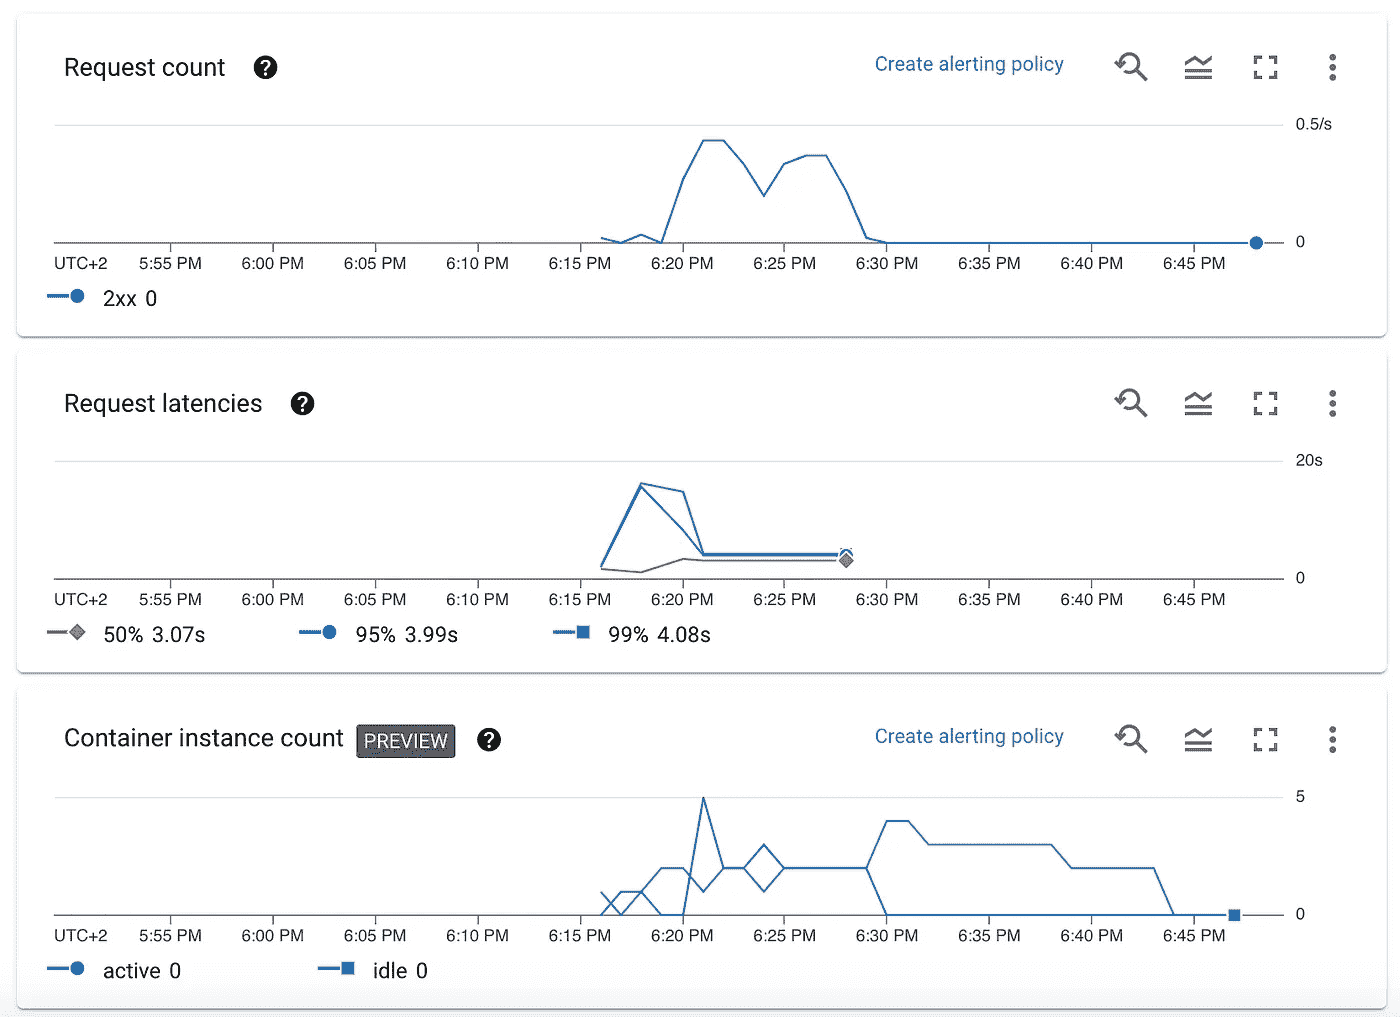 Request count ?
Create alerting policy
0.5/s
0
UTC+2 5:55 PM 6:00 PM 6:05 PM 6:10 PM 6:15 PM 6:20 PM 6:25 PM 6:30 PM 6:35 PM 6:40 PM 6:45 PM
2xx 0
Request latencies ?
20s
0
UTC+2 5:55 PM 6:00 PM 6:05 PM 6:10 PM 6:15 PM 6:20 PM 6:25 PM 6:30 PM 6:35 PM 6:40 PM 6:45 PM
50% 3.07s 95% 3.99s 99% 4.08s
Container instance count PREVIEW ?
Create alerting policy
5
0
UTC+2 5:55 PM 6:00 PM 6:05 PM 6:10 PM 6:15 PM 6:20 PM 6:25 PM 6:30 PM 6:35 PM 6:40 PM 6:45 PM
active 0 idle 0